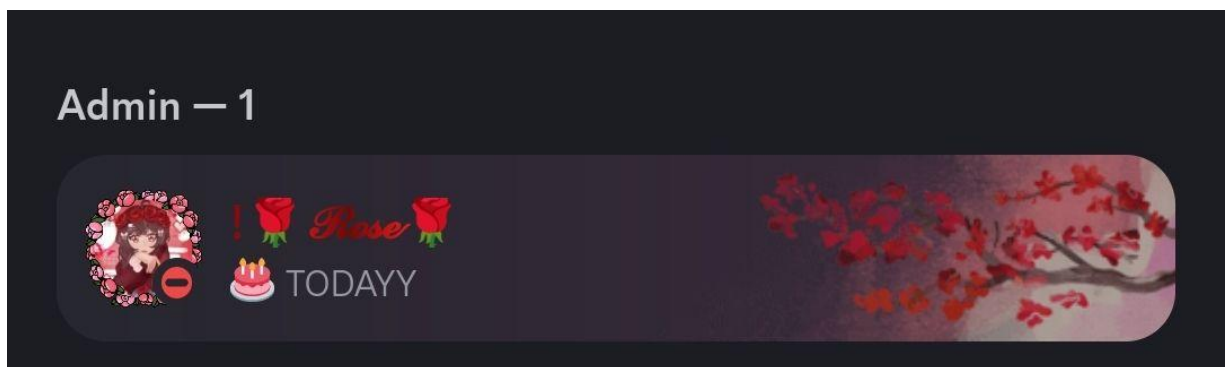 Admin — 1
!🌹 𝓡𝓸𝓼𝓮🌹
🎂 TODAYY